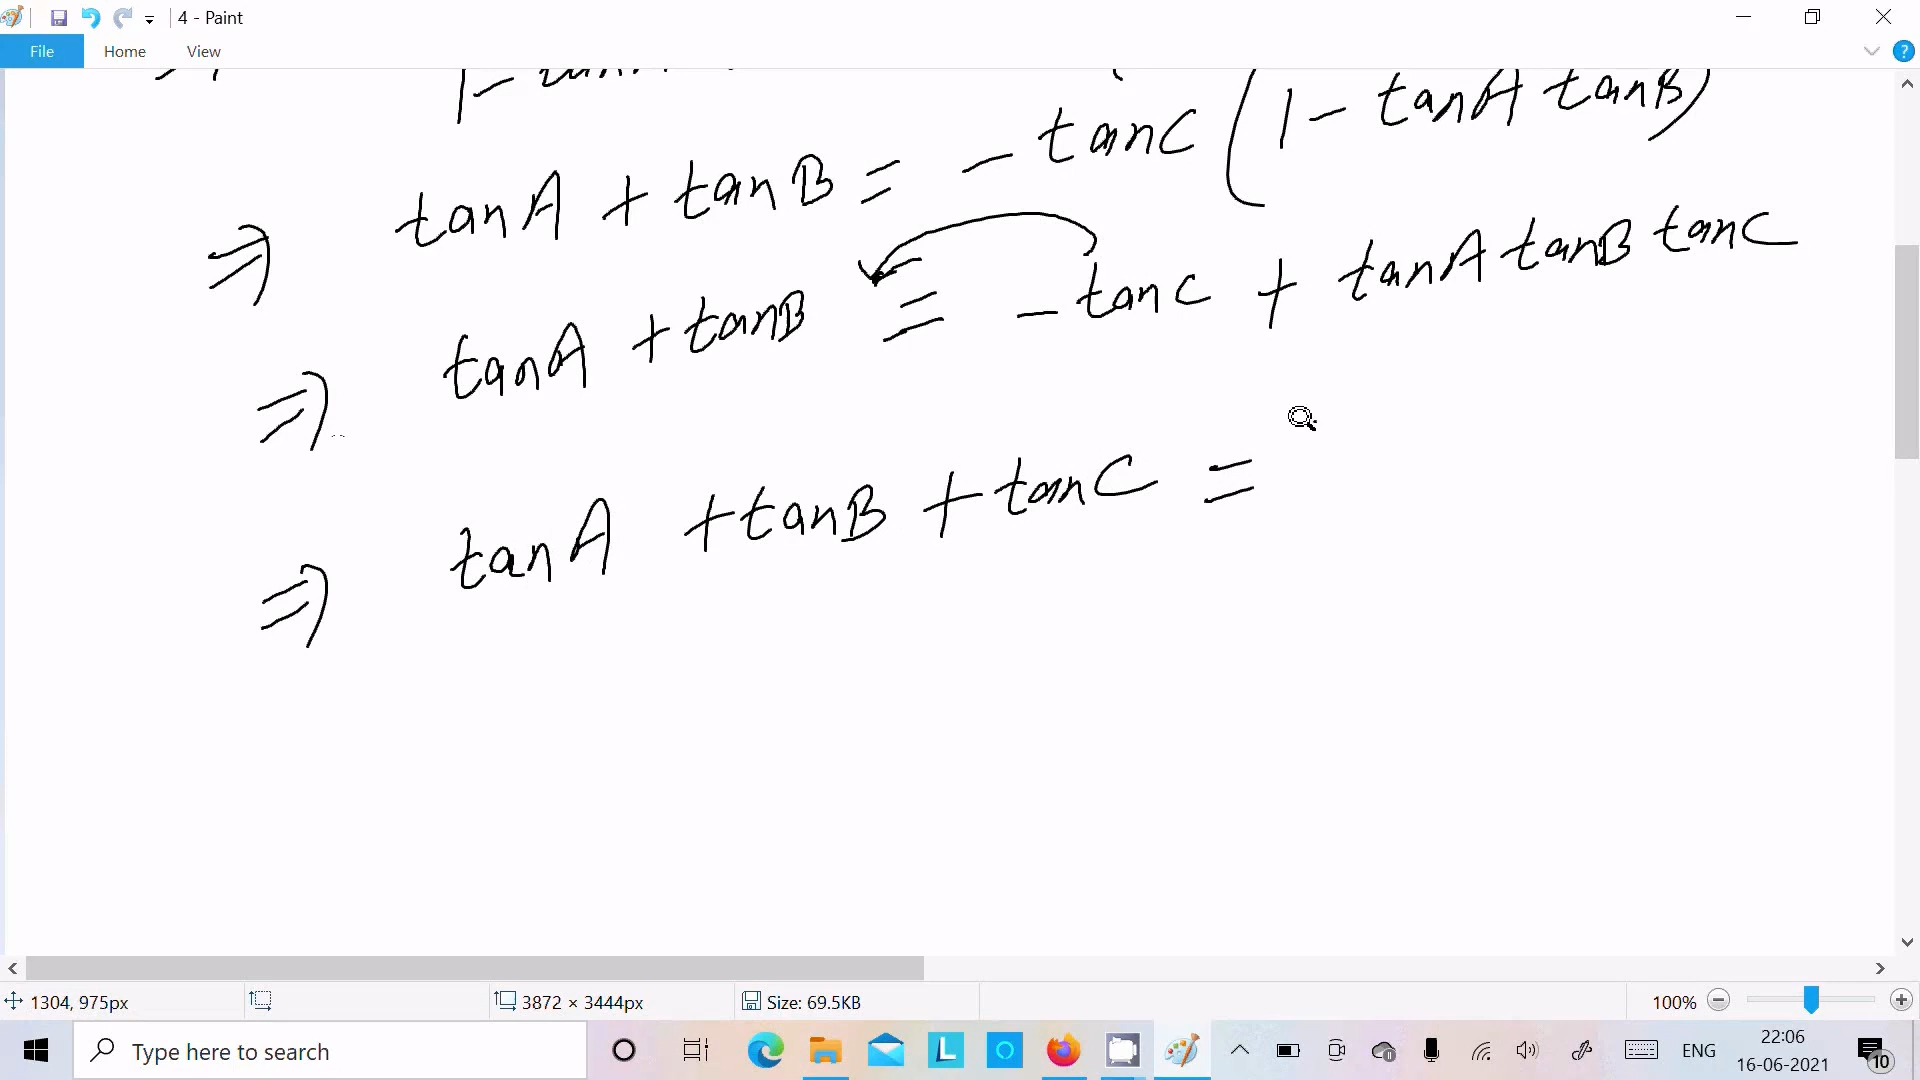 4 - Paint
File Home View
1 - tan
⇒ tanA + tanB = - tanC (1 - tanA tanB)
⇒ tanA + tanB = - tanC + tanA tanB tanC
⇒ tanA + tanB + tanC =
1304, 975px 3872 × 3444px Size: 69.5KB 100%
Type here to search
ENG
22:06
16-06-2021
10